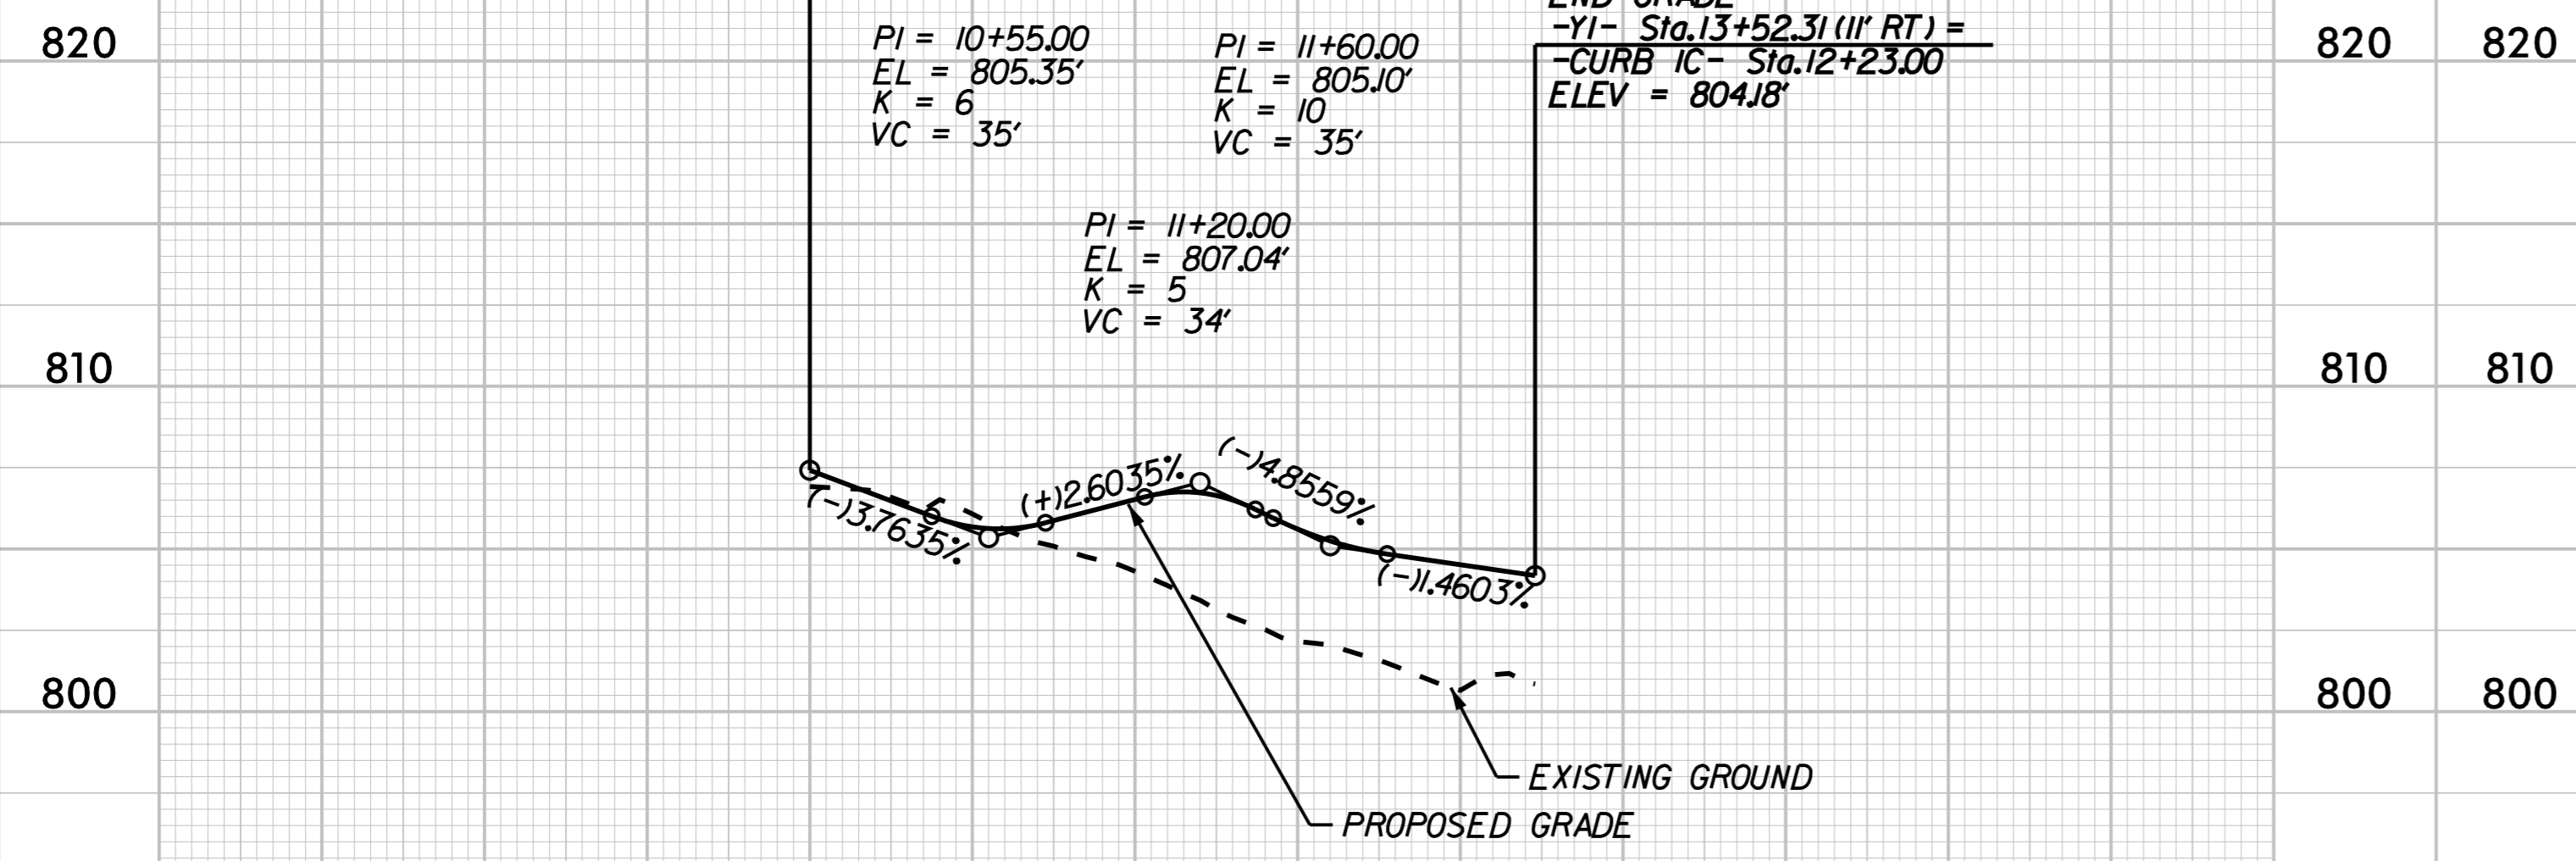 END GRADE
-Y1- Sta. 13+52.31 (11' RT) =
-CURB 1C- Sta. 12+23.00
ELEV = 804.18'
820
820
820
PI = 10+55.00
EL = 805.35'
K = 6
VC = 35'
PI = 11+60.00
EL = 805.10'
K = 10
VC = 35'
PI = 11+20.00
EL = 807.04'
K = 5
VC = 34'
810
810
810
(-)3.7635%
(+)2.6035%
(-)4.8559%
(-)1.4603%
800
800
800
EXISTING GROUND
PROPOSED GRADE